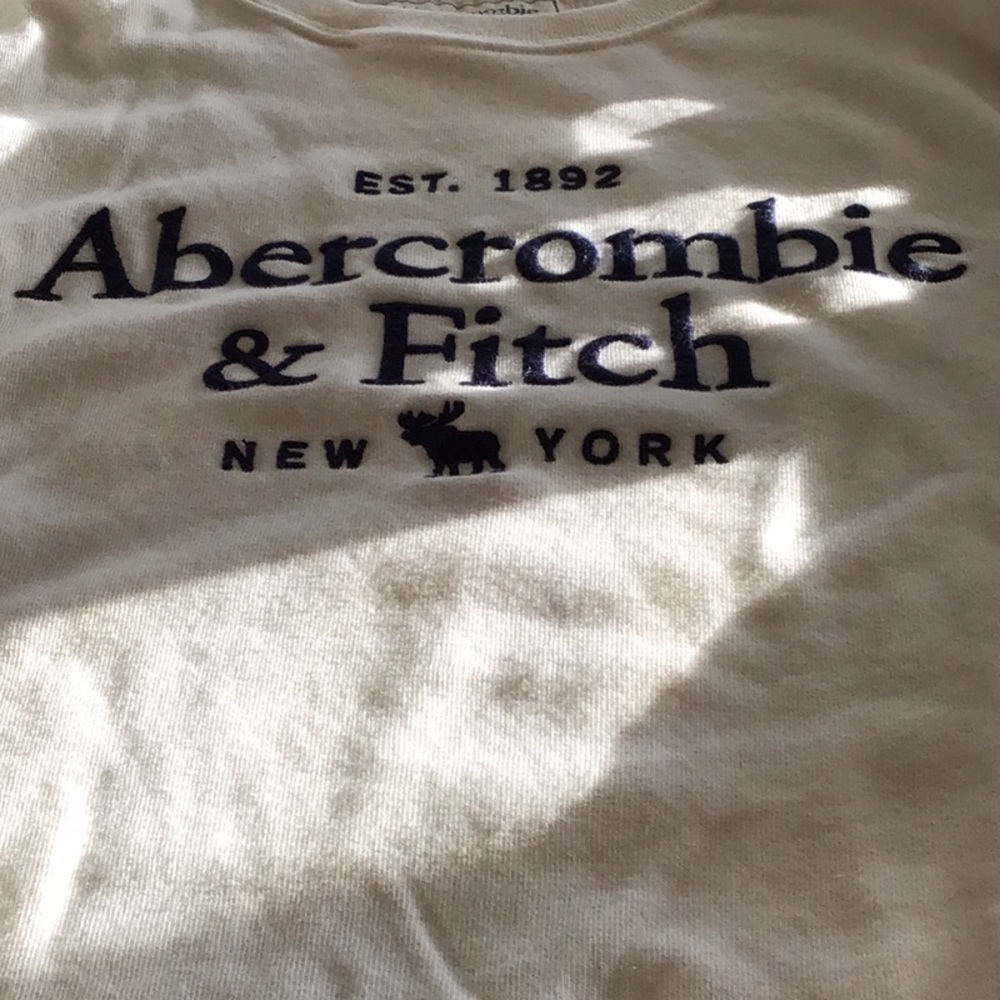 EST. 1892
Abercrombie
& Fitch
NEW YORK